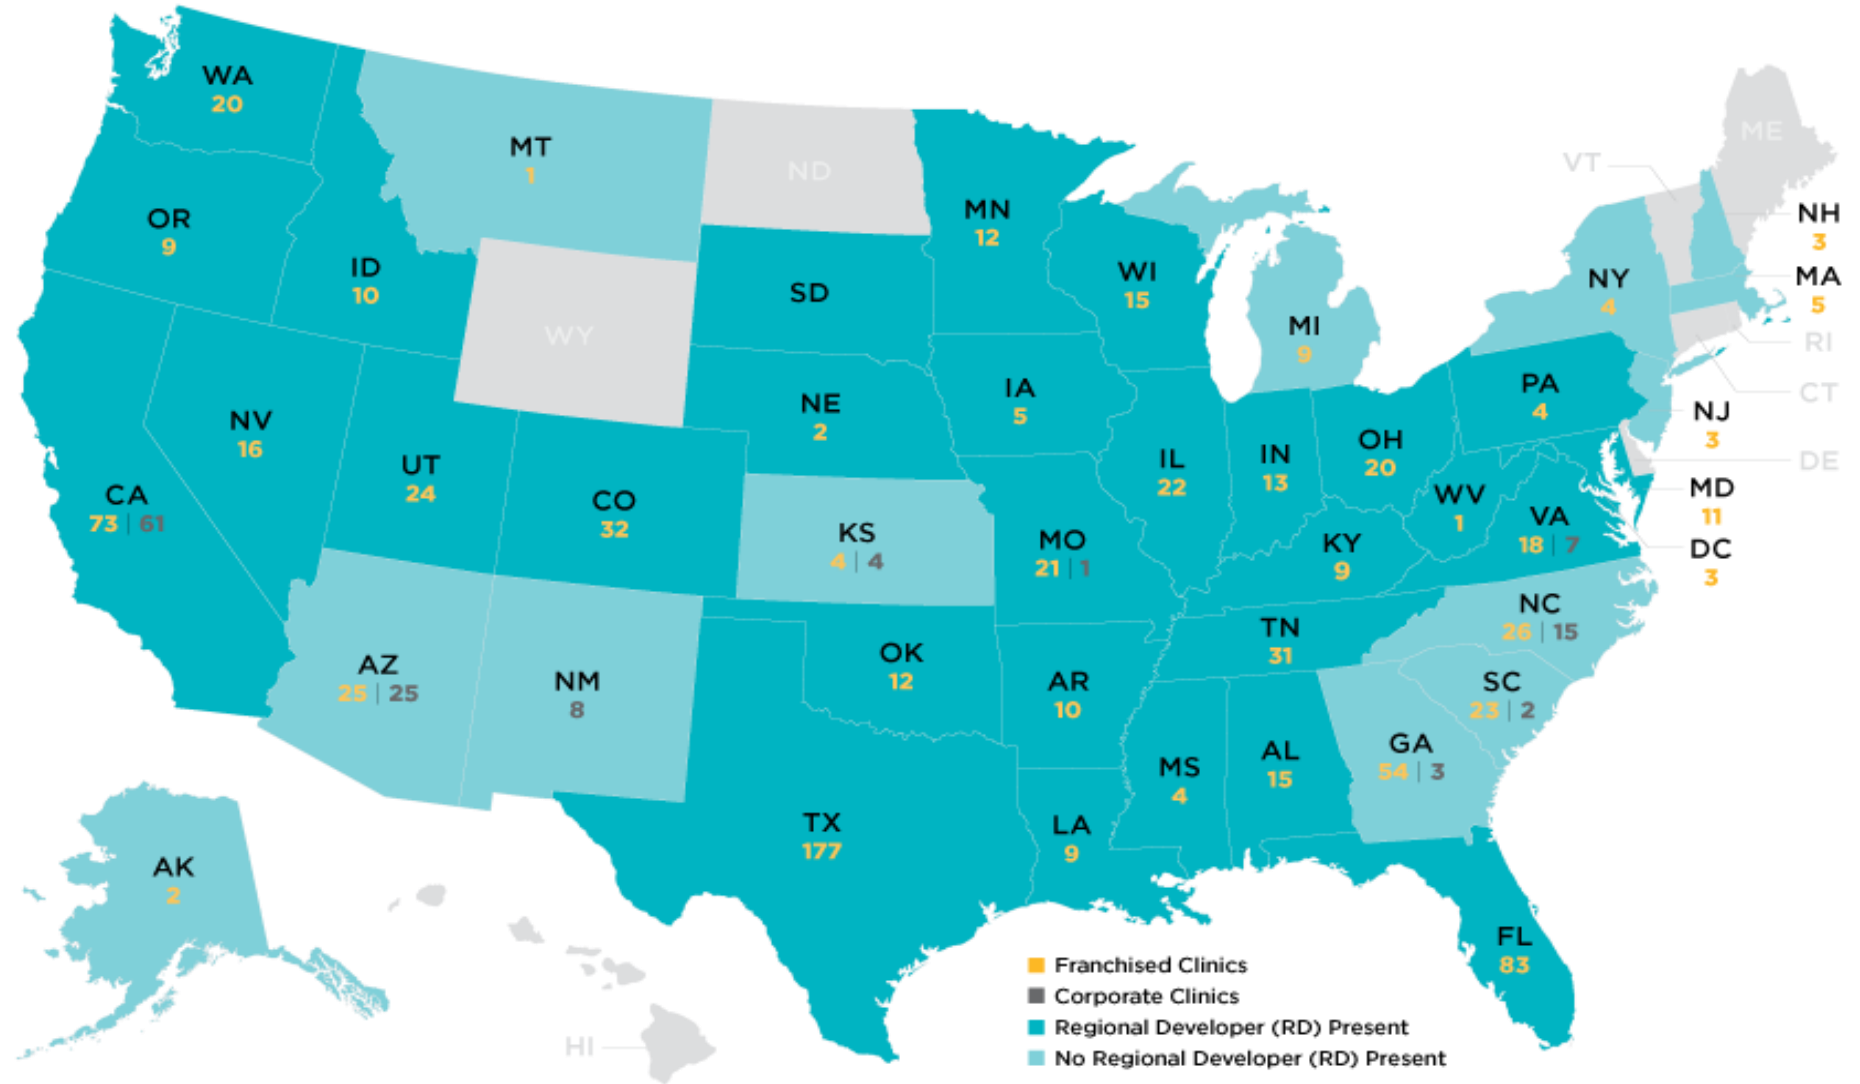 WA
20
MT
1
ND
ME
VT
OR
9
MN
12
NH
3
ID
10
WI
15
NY
4
MA
5
SD
WY
MI
9
RI
NV
16
NE
2
IA
5
PA
4
CT
NJ
3
UT
24
CO
32
IL
22
IN
13
OH
20
DE
CA
73 | 61
KS
4 | 4
MO
21 | 1
KY
9
WV
1
VA
18 | 7
MD
11
DC
3
AZ
25 | 25
NM
8
OK
12
AR
10
TN
31
NC
26 | 15
SC
23 | 2
MS
4
AL
15
GA
54 | 3
TX
177
LA
9
AK
2
FL
83
HI
Franchised Clinics
Corporate Clinics
Regional Developer (RD) Present
No Regional Developer (RD) Present